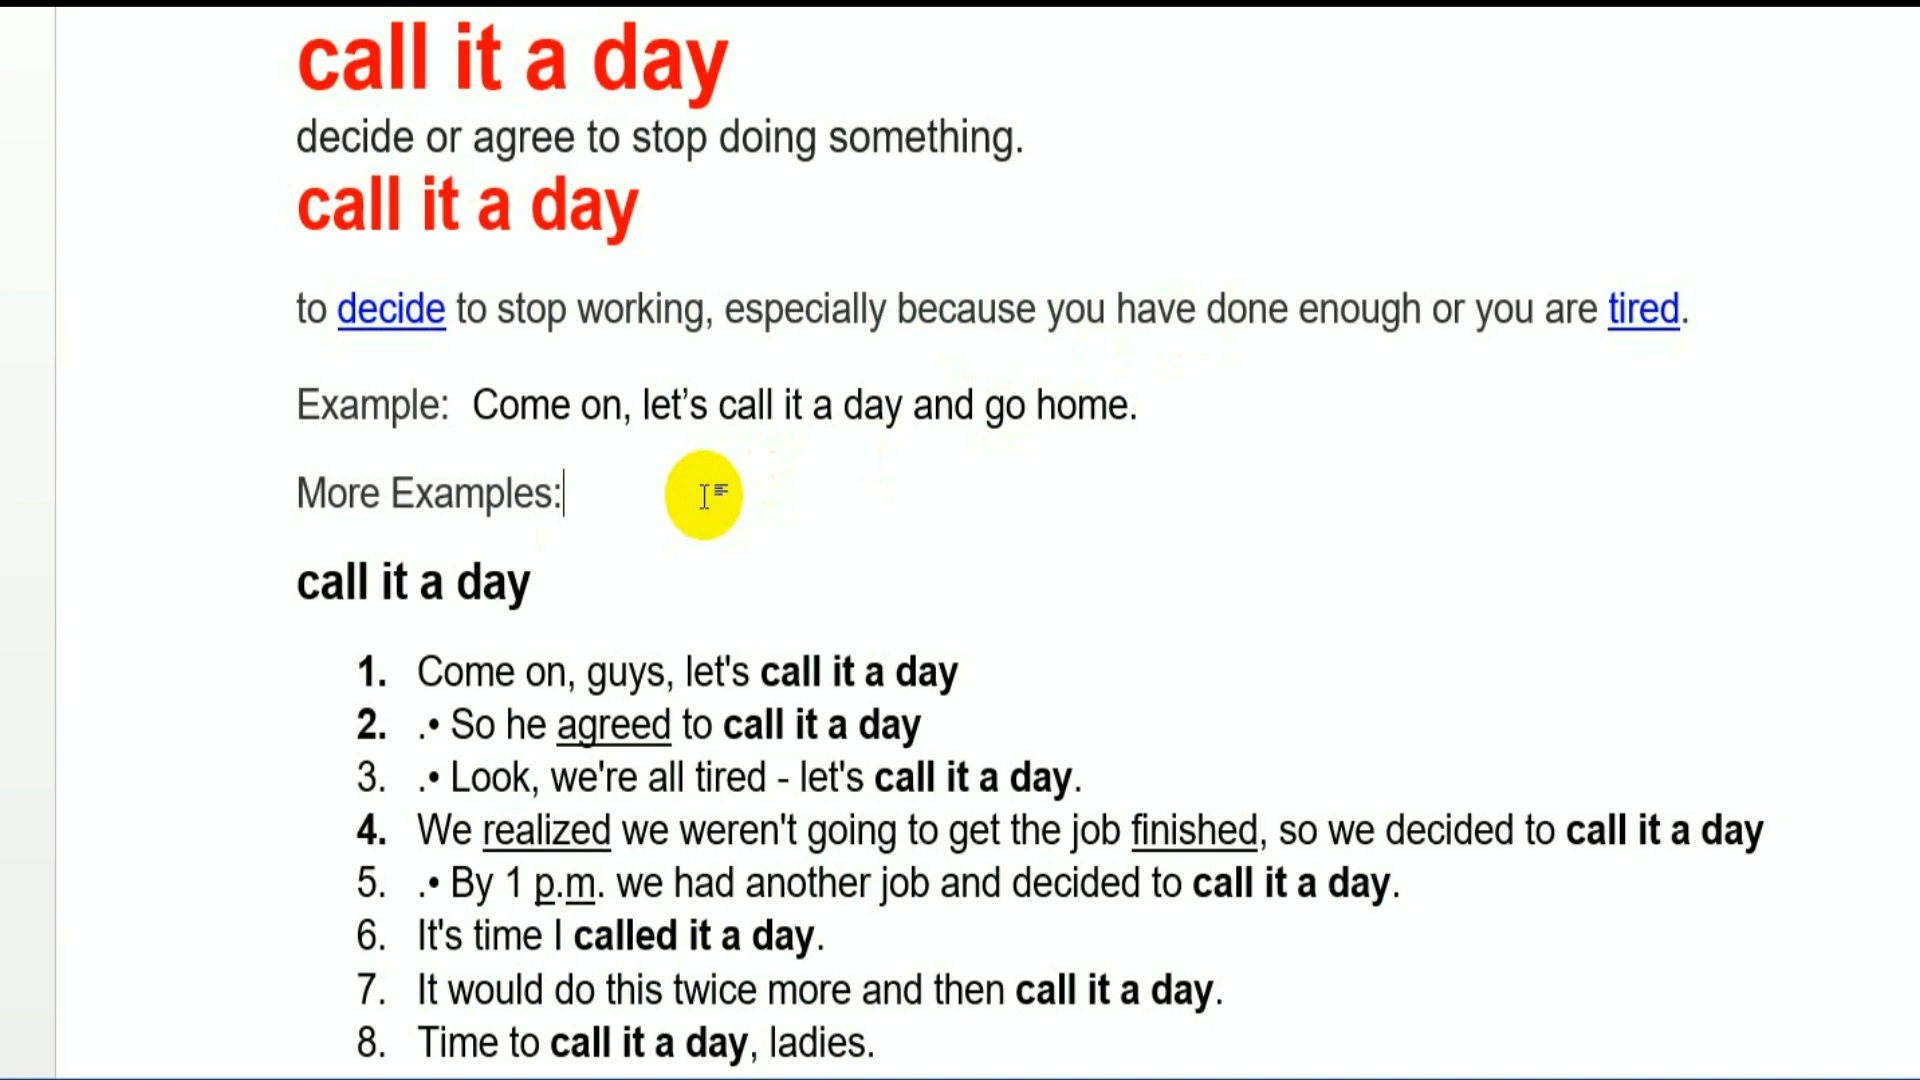 call it a day
decide or agree to stop doing something.
call it a day
to decide to stop working, especially because you have done enough or you are tired.
Example:  Come on, let’s call it a day and go home.
More Examples:
call it a day
1. Come on, guys, let's call it a day
2. .• So he agreed to call it a day
3. .• Look, we're all tired - let's call it a day.
4. We realized we weren't going to get the job finished, so we decided to call it a day
5. .• By 1 p.m. we had another job and decided to call it a day.
6. It's time I called it a day.
7. It would do this twice more and then call it a day.
8. Time to call it a day, ladies.